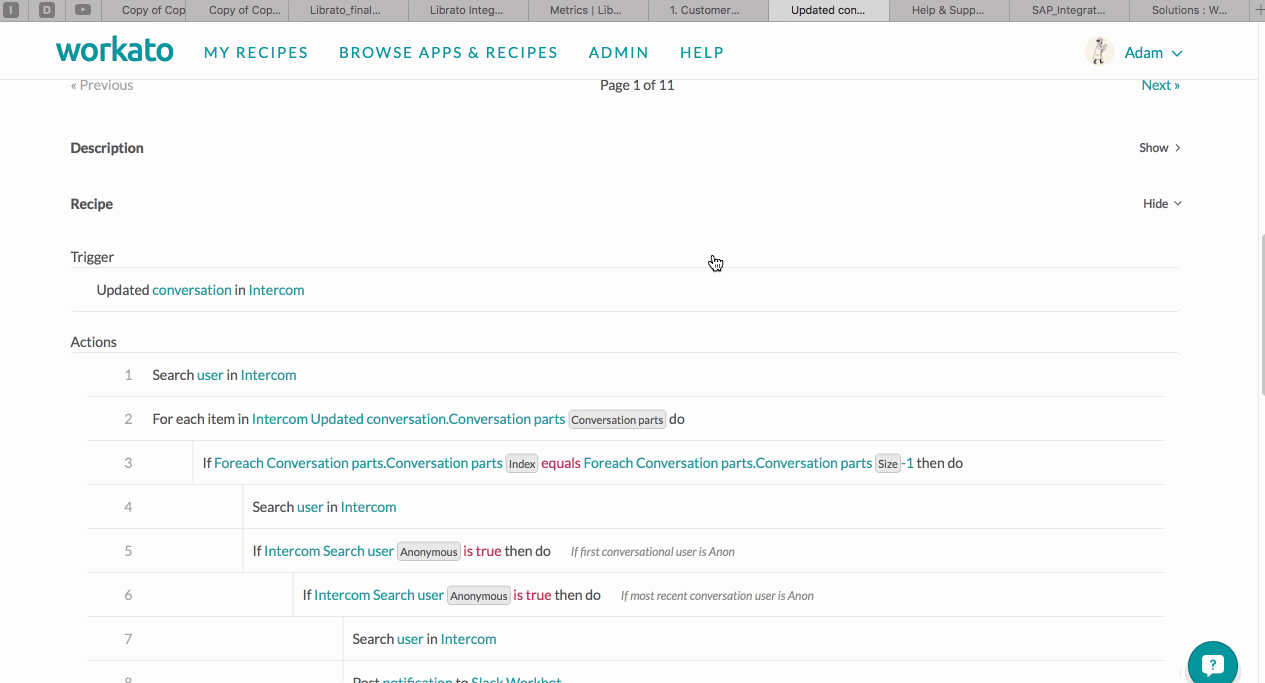 I D Copy of Cop Copy of Cop... Librato_final... Librato Integ... Metrics | Lib... 1. Customer... Updated con... Help & Supp... SAP_Integrat... Solutions : W...
workato MY RECIPES BROWSE APPS & RECIPES ADMIN HELP Adam
« Previous Page 1 of 11 Next »
Description Show
Recipe Hide
Trigger
Updated conversation in Intercom
Actions
1 Search user in Intercom
2 For each item in Intercom Updated conversation.Conversation parts Conversation parts do
3 If Foreach Conversation parts.Conversation parts Index equals Foreach Conversation parts.Conversation parts Size -1 then do
4 Search user in Intercom
5 If Intercom Search user Anonymous is true then do If first conversational user is Anon
6 If Intercom Search user Anonymous is true then do If most recent conversation user is Anon
7 Search user in Intercom
8 Post notification to Slack Workbot